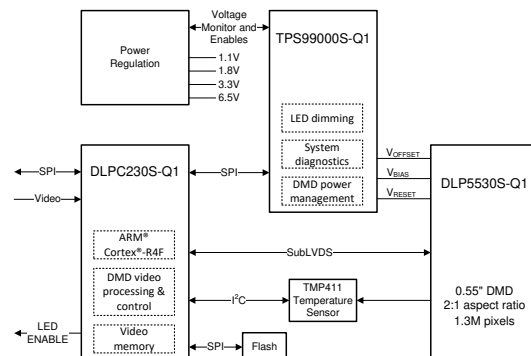 Power
Regulation
Voltage
Monitor and
Enables
1.1V
1.8V
3.3V
6.5V
TPS99000S-Q1
LED dimming
System
diagnostics
DMD power
management
VOFFSET
VBIAS
VRESET
DLPC230S-Q1
SPI
Video
SPI
ARM®
Cortex®-R4F
DMD video
processing &
control
Video
memory
LED
ENABLE
SubLVDS
I²C
TMP411
Temperature
Sensor
SPI
Flash
DLP5530S-Q1
0.55" DMD
2:1 aspect ratio
1.3M pixels